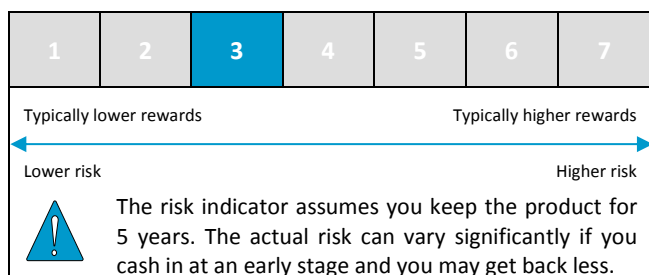 1 2 3 4 5 6 7
Typically lower rewards Typically higher rewards
Lower risk Higher risk
The risk indicator assumes you keep the product for
5 years. The actual risk can vary significantly if you
cash in at an early stage and you may get back less.